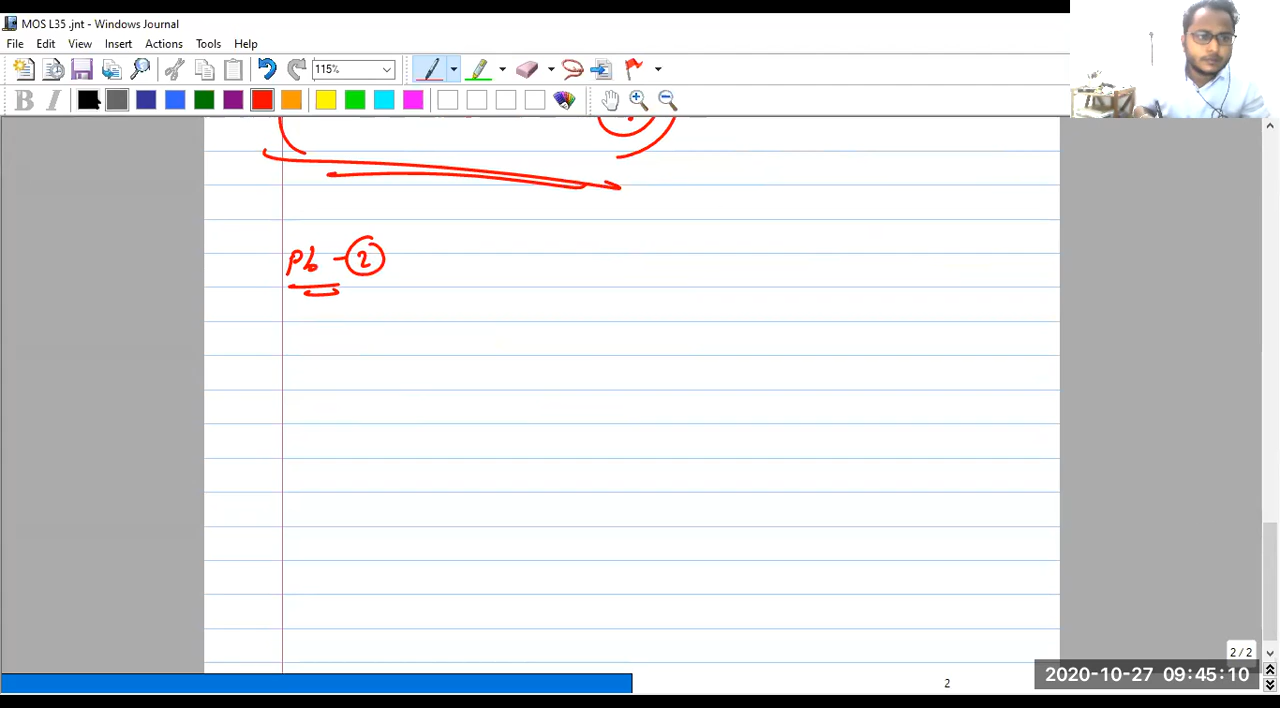 MOS L35 .jnt - Windows Journal
File Edit View Insert Actions Tools Help
115%
B I
Pb - 2
2 / 2
2020-10-27 09:45:10
2